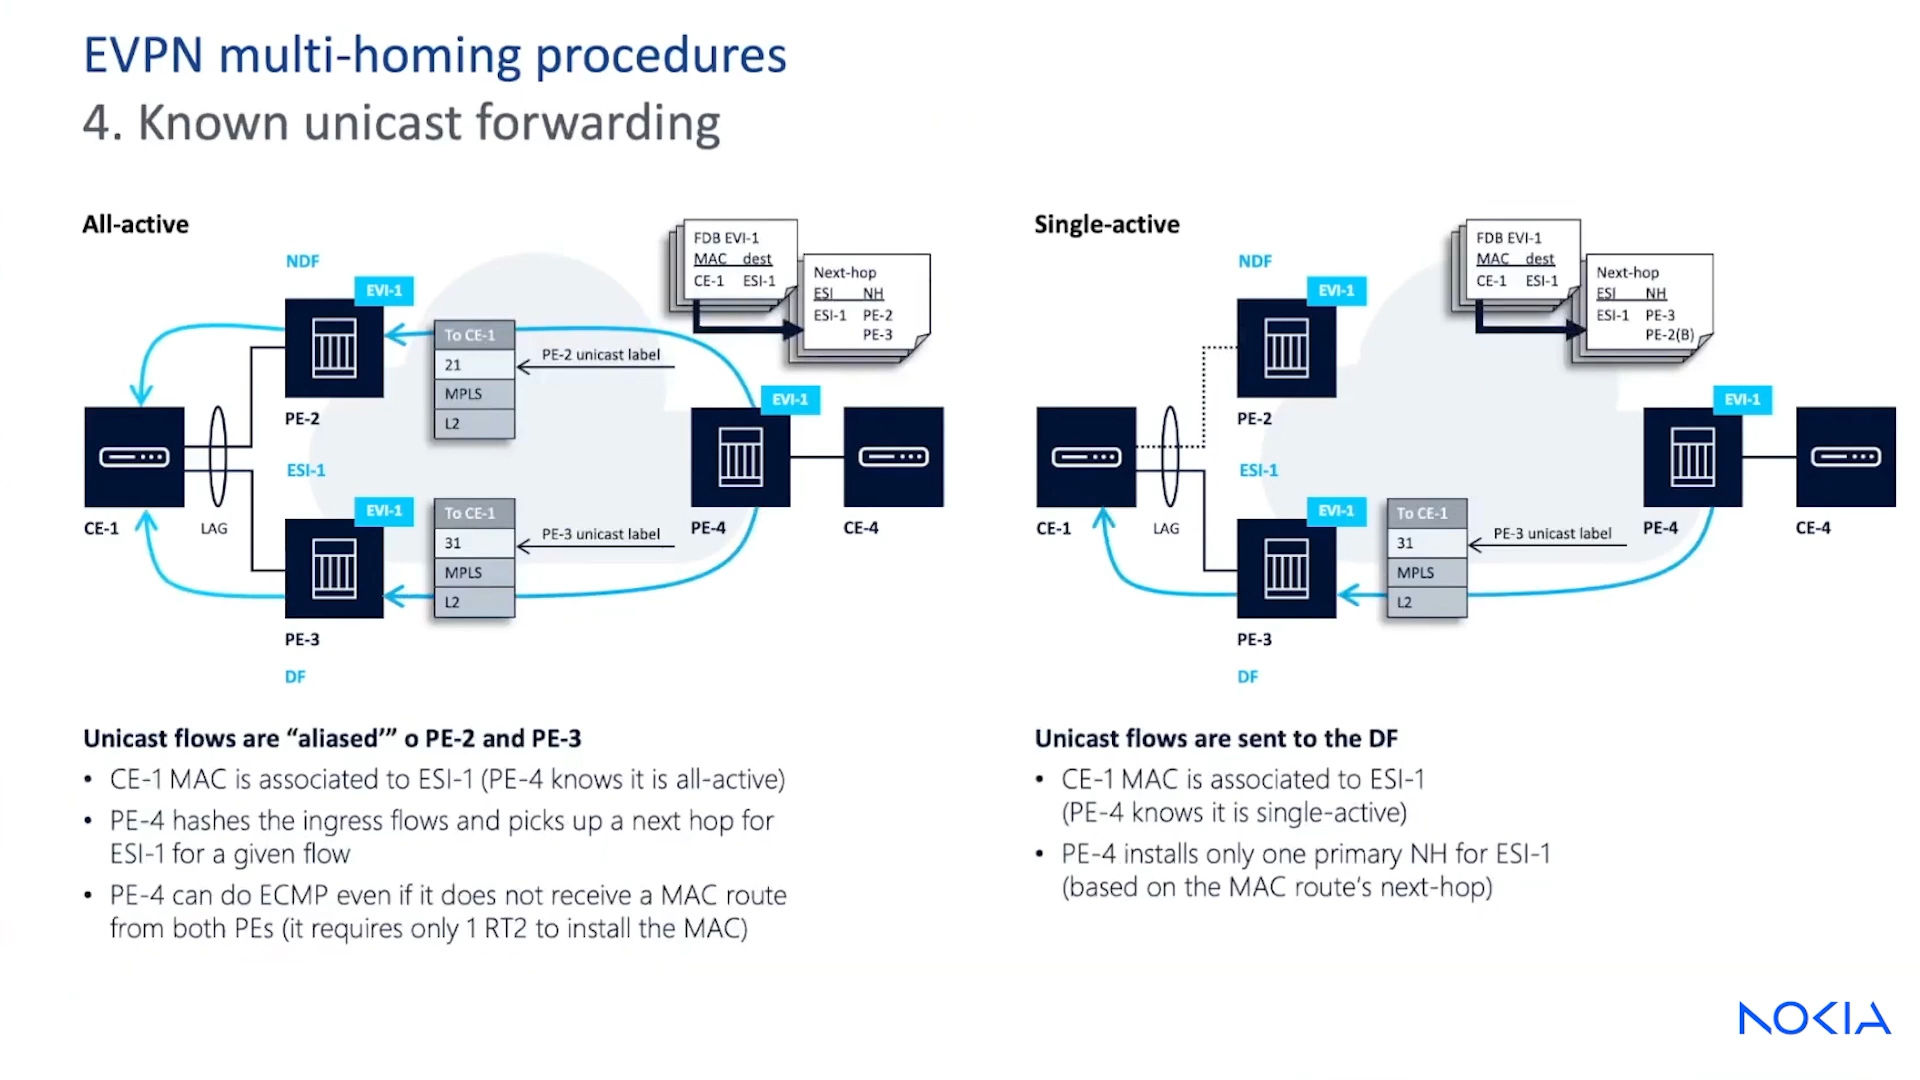 EVPN multi-homing procedures
4. Known unicast forwarding
All-active
NDF
EVI-1
FDB EVI-1
MAC dest
CE-1 ESI-1
Next-hop
ESI NH
ESI-1 PE-2
PE-3
To CE-1
21
MPLS
L2
PE-2 unicast label
EVI-1
PE-2
ESI-1
CE-1
LAG
EVI-1
To CE-1
31
MPLS
L2
PE-3 unicast label
PE-4
CE-4
PE-3
DF
Unicast flows are “aliased’” o PE-2 and PE-3
• CE-1 MAC is associated to ESI-1 (PE-4 knows it is all-active)
• PE-4 hashes the ingress flows and picks up a next hop for
ESI-1 for a given flow
• PE-4 can do ECMP even if it does not receive a MAC route
from both PEs (it requires only 1 RT2 to install the MAC)
Single-active
NDF
EVI-1
FDB EVI-1
MAC dest
CE-1 ESI-1
Next-hop
ESI NH
ESI-1 PE-3
PE-2(B)
EVI-1
PE-2
ESI-1
CE-1
LAG
EVI-1
To CE-1
31
MPLS
L2
PE-3 unicast label
PE-4
CE-4
PE-3
DF
Unicast flows are sent to the DF
• CE-1 MAC is associated to ESI-1
(PE-4 knows it is single-active)
• PE-4 installs only one primary NH for ESI-1
(based on the MAC route’s next-hop)
NOKIA